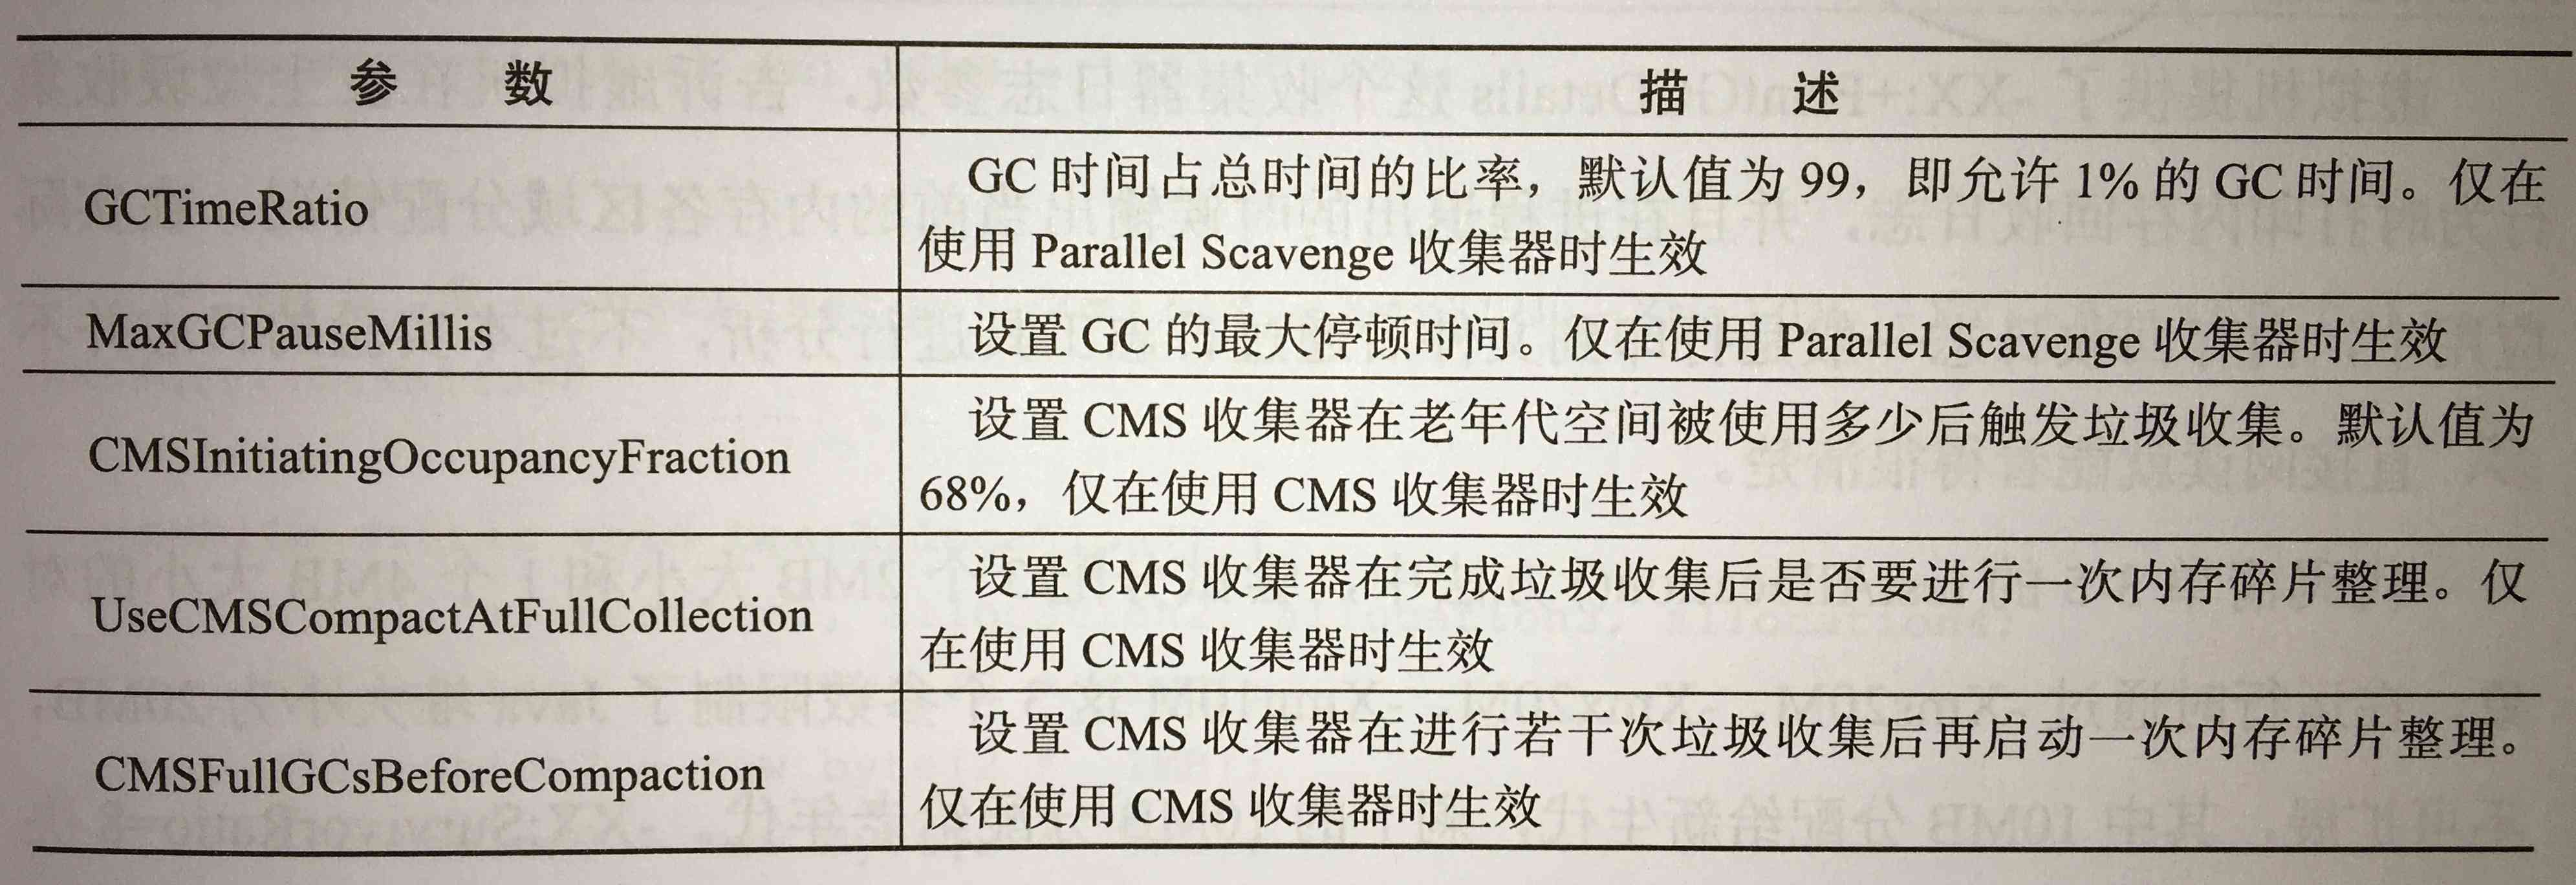 参 数 描 述
GCTimeRatio
GC 时间占总时间的比率，默认值为 99，即允许 1% 的 GC 时间。仅在
使用 Parallel Scavenge 收集器时生效
MaxGCPauseMillis
设置 GC 的最大停顿时间。仅在使用 Parallel Scavenge 收集器时生效
CMSInitiatingOccupancyFraction
设置 CMS 收集器在老年代空间被使用多少后触发垃圾收集。默认值为
68%，仅在使用 CMS 收集器时生效
UseCMSCompactAtFullCollection
设置 CMS 收集器在完成垃圾收集后是否要进行一次内存碎片整理。仅
在使用 CMS 收集器时生效
CMSFullGCsBeforeCompaction
设置 CMS 收集器在进行若干次垃圾收集后再启动一次内存碎片整理。
仅在使用 CMS 收集器时生效